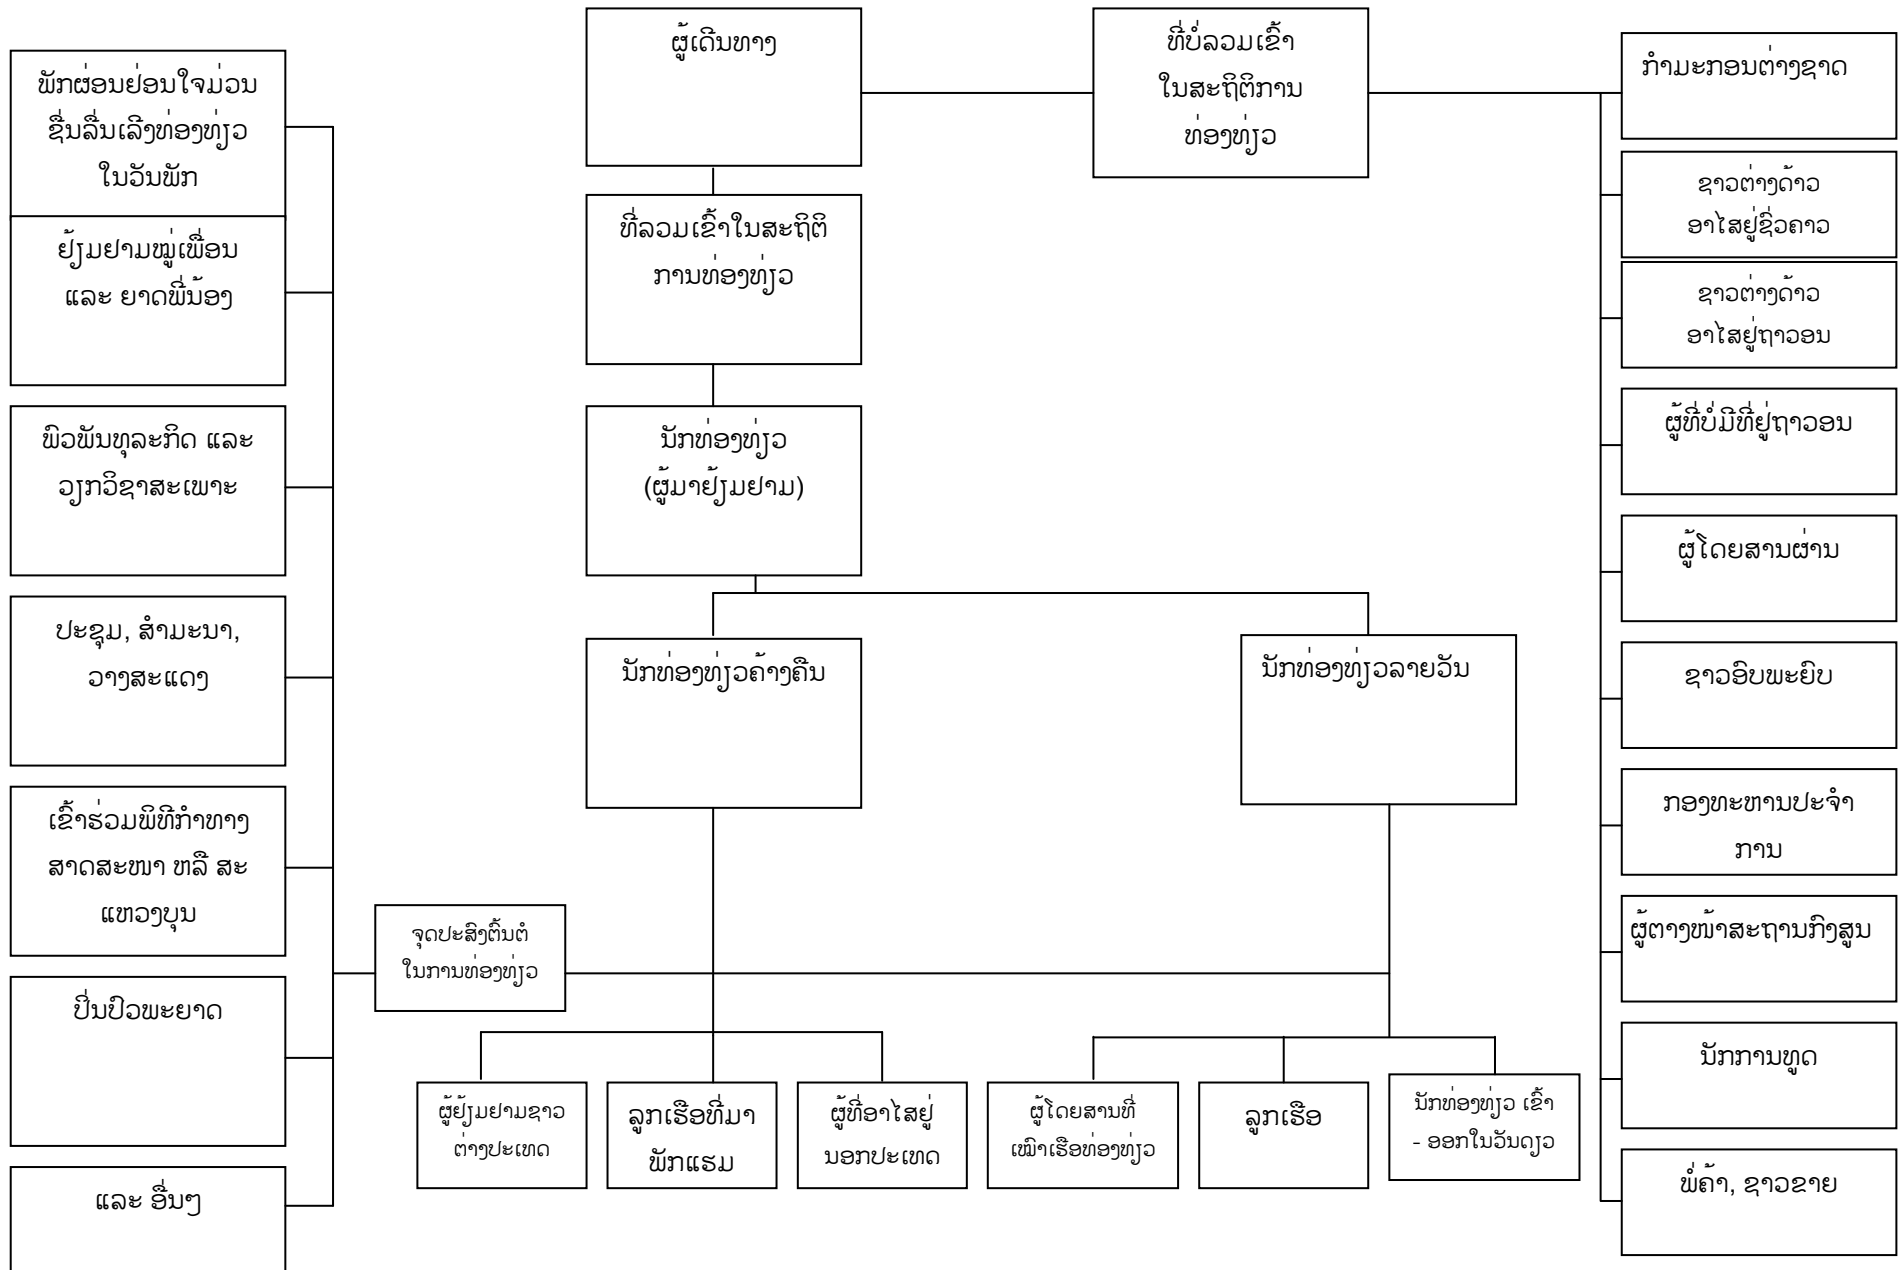 ຜູ້ເດີນທາງ
ທີ່ບໍ່ລວມເຂົ້າ
ໃນສະຖິຕິການ
ທ່ອງທ່ຽວ
ກຳມະກອນຕ່າງຊາດ
ພັກຜ່ອນຢ່ອນໃຈມ່ວນ
ຊື່ນລື່ນເລີງທ່ອງທ່ຽວ
ໃນວັນພັກ
ຊາວຕ່າງດ້າວ
ອາໄສຢູ່ຊົ່ວຄາວ
ທີ່ລວມເຂົ້າໃນສະຖິຕິ
ການທ່ອງທ່ຽວ
ຢ້ຽມຢາມໝູ່ເພື່ອນ
ແລະ ຍາດພີ່ນ້ອງ
ຊາວຕ່າງດ້າວ
ອາໄສຢູ່ຖາວອນ
ພົວພັນທຸລະກິດ ແລະ
ວຽກວິຊາສະເພາະ
ນັກທ່ອງທ່ຽວ
(ຜູ້ມາຢ້ຽມຢາມ)
ຜູ້ທີ່ບໍ່ມີທີ່ຢູ່ຖາວອນ
ຜູ້ໂດຍສານຜ່ານ
ປະຊຸມ, ສຳມະນາ,
ວາງສະແດງ
ນັກທ່ອງທ່ຽວຄ້າງຄືນ
ນັກທ່ອງທ່ຽວລາຍວັນ
ຊາວອົບພະຍົບ
ເຂົ້າຮ່ວມພິທີກຳທາງ
ສາດສະໜາ ຫລື ສະ
ແຫວງບຸນ
ກອງທະຫານປະຈຳ
ການ
ຈຸດປະສົງຕົ້ນຕໍ
ໃນການທ່ອງທ່ຽວ
ຜູ້ຕາງໜ້າສະຖານກົງສູນ
ປິ່ນປົວພະຍາດ
ນັກການທູດ
ຜູ້ຢ້ຽມຢາມຊາວ
ຕ່າງປະເທດ
ລູກເຮືອທີ່ມາ
ພັກແຮມ
ຜູ້ທີ່ອາໄສຢູ່
ນອກປະເທດ
ຜູ້ໂດຍສານທີ່
ເໝົາເຮືອທ່ອງທ່ຽວ
ລູກເຮືອ
ນັກທ່ອງທ່ຽວ ເຂົ້າ
- ອອກໃນວັນດຽວ
ແລະ ອື່ນໆ
ພໍ່ຄ້າ, ຊາວຂາຍ